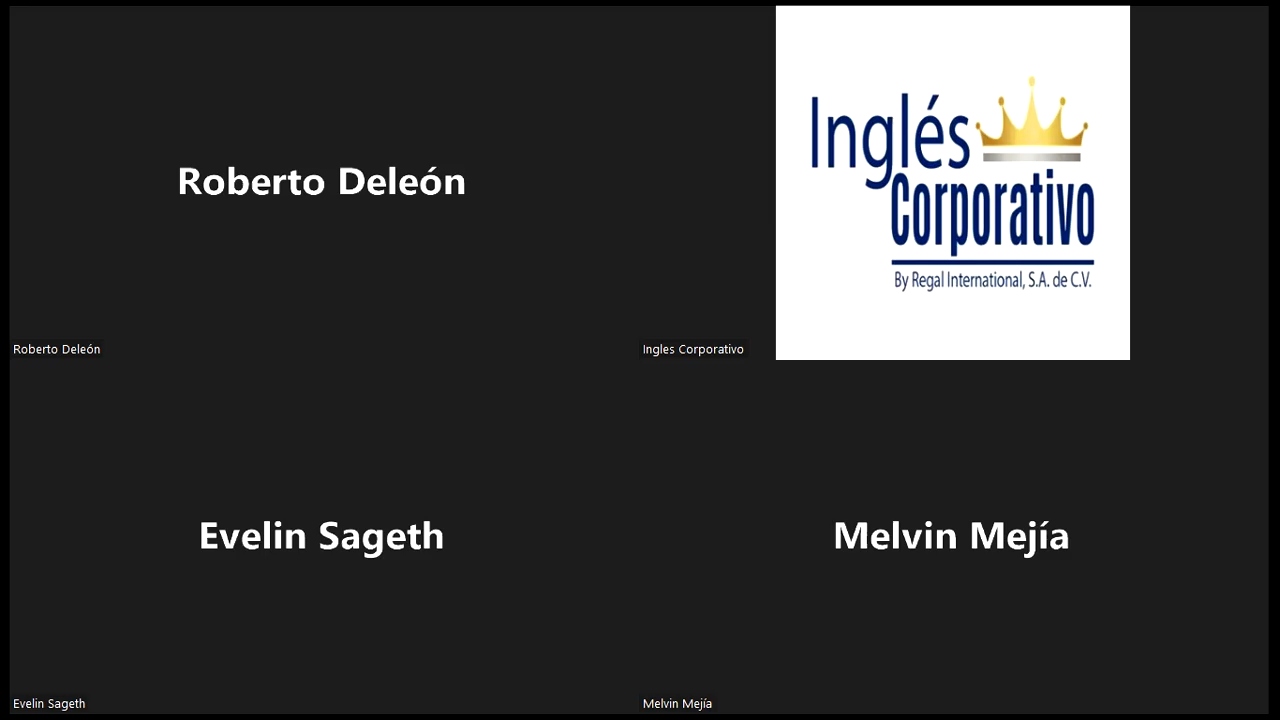 Roberto Deleón
Roberto Deleón
Inglés
Corporativo
By Regal International, S.A. de C.V.
Ingles Corporativo
Evelin Sageth
Evelin Sageth
Melvin Mejía
Melvin Mejía